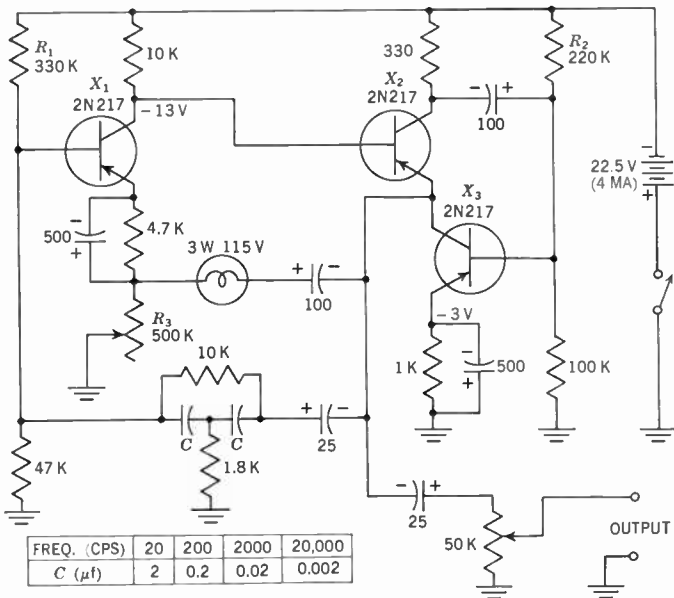 R1
330 K
10 K
X1
2N217
−13 V
330
X2
2N217
R2
220 K
− +
100
X3
2N217
−
22.5 V
(4 MA)
+
−
500
+
4.7 K
3 W 115 V
+ −
100
R3
500 K
−3 V
1 K
−
500
+
100 K
10 K
C
C
+ −
25
1.8 K
47 K
− +
25
50 K
OUTPUT
FREQ. (CPS) 20 200 2000 20,000
C (μf) 2 0.2 0.02 0.002